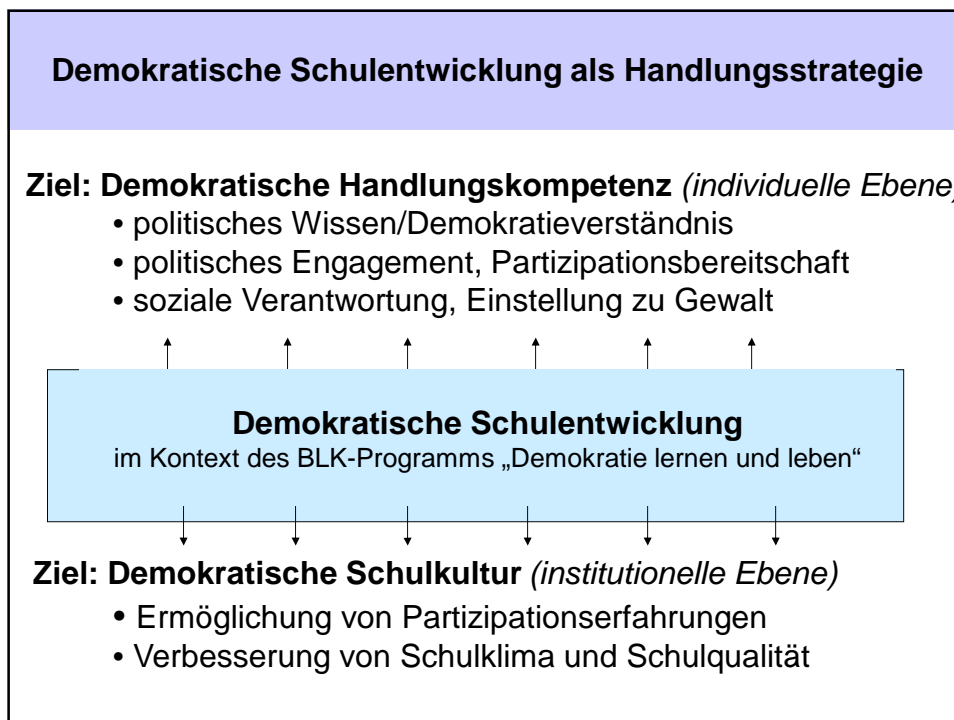 Demokratische Schulentwicklung als Handlungsstrategie
Ziel: Demokratische Handlungskompetenz (individuelle Ebene)
• politisches Wissen/Demokratieverständnis
• politisches Engagement, Partizipationsbereitschaft
• soziale Verantwortung, Einstellung zu Gewalt
Demokratische Schulentwicklung
im Kontext des BLK-Programms „Demokratie lernen und leben“
Ziel: Demokratische Schulkultur (institutionelle Ebene)
• Ermöglichung von Partizipationserfahrungen
• Verbesserung von Schulklima und Schulqualität